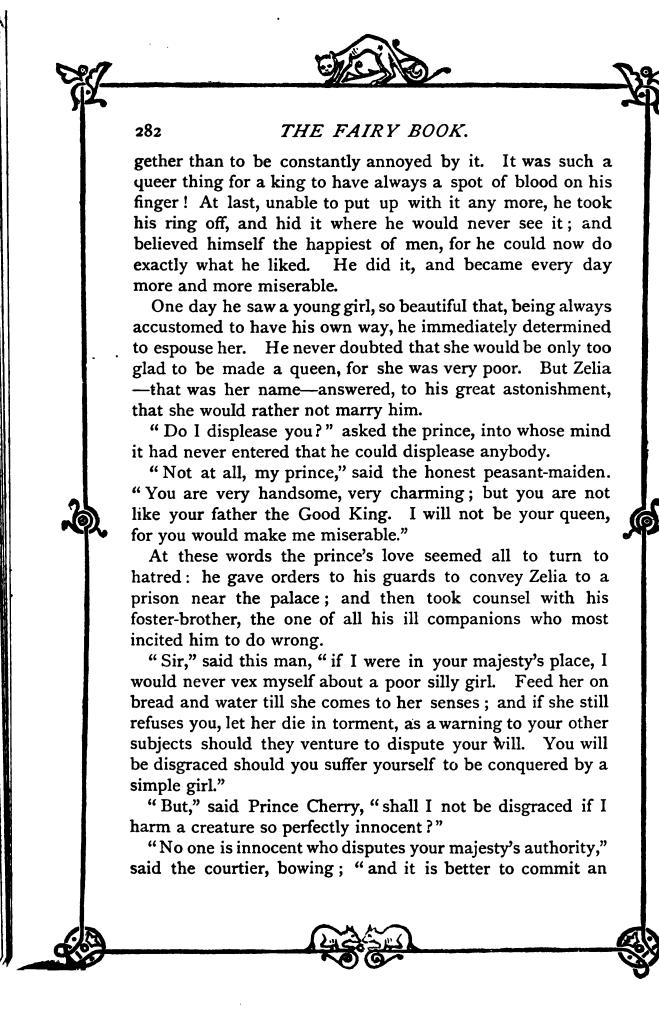 282 THE FAIRY BOOK.
gether than to be constantly annoyed by it. It was such a
queer thing for a king to have always a spot of blood on his
finger! At last, unable to put up with it any more, he took
his ring off, and hid it where he would never see it; and
believed himself the happiest of men, for he could now do
exactly what he liked. He did it, and became every day
more and more miserable.
One day he saw a young girl, so beautiful that, being always
accustomed to have his own way, he immediately determined
to espouse her. He never doubted that she would be only too
glad to be made a queen, for she was very poor. But Zelia
—that was her name—answered, to his great astonishment,
that she would rather not marry him.
"Do I displease you?" asked the prince, into whose mind
it had never entered that he could displease anybody.
"Not at all, my prince," said the honest peasant-maiden.
"You are very handsome, very charming; but you are not
like your father the Good King. I will not be your queen,
for you would make me miserable."
At these words the prince's love seemed all to turn to
hatred: he gave orders to his guards to convey Zelia to a
prison near the palace; and then took counsel with his
foster-brother, the one of all his ill companions who most
incited him to do wrong.
"Sir," said this man, "if I were in your majesty's place, I
would never vex myself about a poor silly girl. Feed her on
bread and water till she comes to her senses; and if she still
refuses you, let her die in torment, as a warning to your other
subjects should they venture to dispute your will. You will
be disgraced should you suffer yourself to be conquered by a
simple girl."
"But," said Prince Cherry, "shall I not be disgraced if I
harm a creature so perfectly innocent?"
"No one is innocent who disputes your majesty's authority,"
said the courtier, bowing; "and it is better to commit an